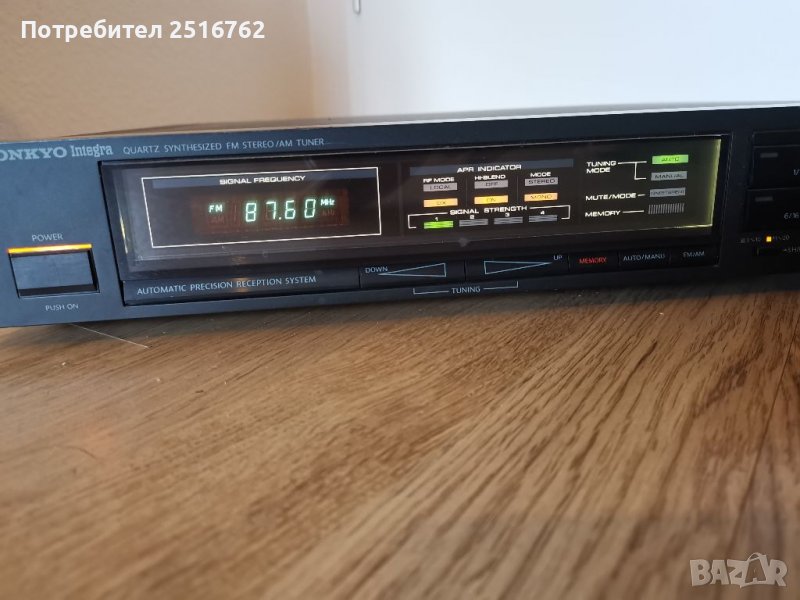 Потребител 2516762
ONKYO Integra QUARTZ SYNTHESIZED FM STEREO/AM TUNER
SIGNAL FREQUENCY
FM 87.60 MHz
AM
APR INDICATOR
RF MODE HI-BLEND MODE
LOCAL OFF STEREO
DX ON MONO
SIGNAL STRENGTH
1 2 3 4
TUNING MODE
AUTO
MANUAL
MUTE/MODE
MEMORY
POWER
PUSH ON
AUTOMATIC PRECISION RECEPTION SYSTEM
DOWN UP
TUNING
MEMORY AUTO/MANU FM/AM
BAZAR